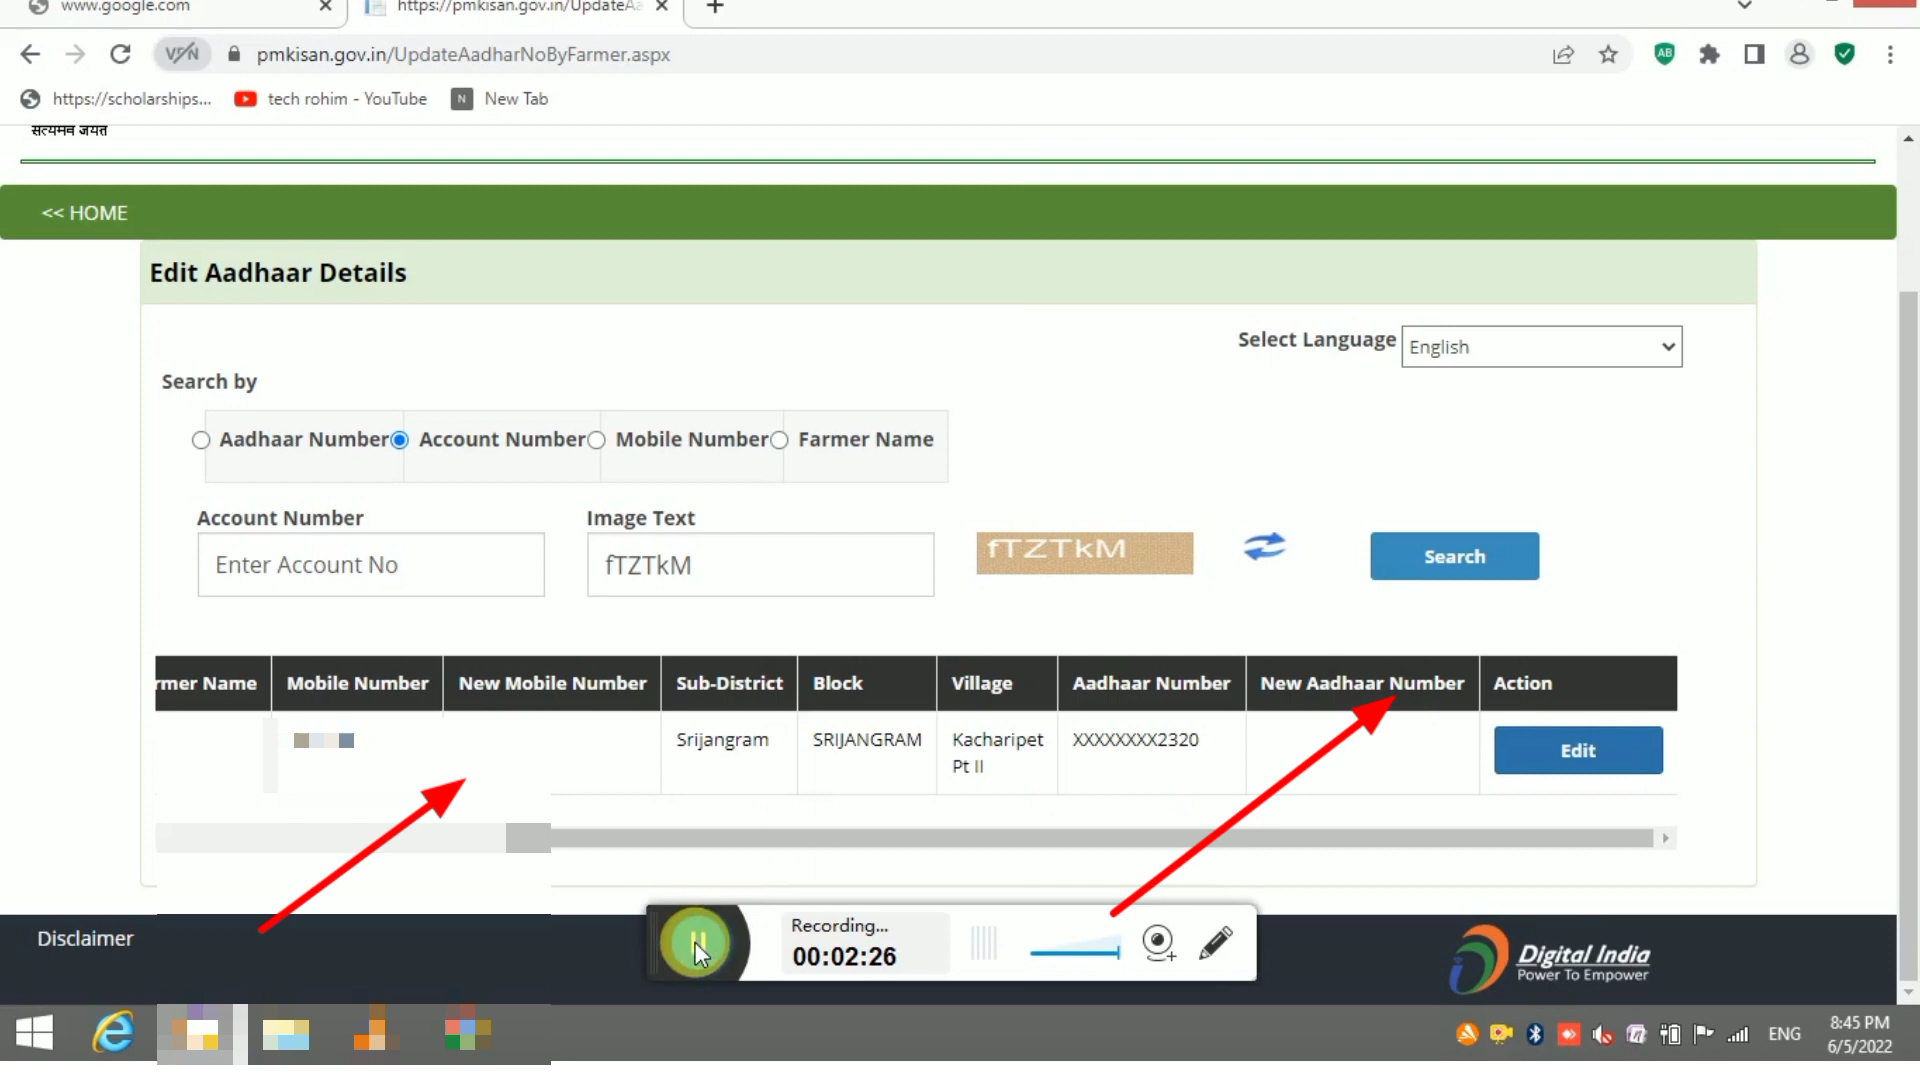 www.google.com
https://pmkisan.gov.in/UpdateAa
VPN pmkisan.gov.in/UpdateAadharNoByFarmer.aspx
https://scholarships... tech rohim - YouTube N New Tab
सत्यमेव जयते
<< HOME
Edit Aadhaar Details
Select Language English
Search by
Aadhaar Number Account Number Mobile Number Farmer Name
Account Number Image Text
Enter Account No fTZTkM fTZTkM Search
rmer Name Mobile Number New Mobile Number Sub-District Block Village Aadhaar Number New Aadhaar Number Action
Srijangram SRIJANGRAM Kacharipet XXXXXXXX2320 Edit
Pt II
Recording...
Disclaimer 00:02:26
Digital India
Power To Empower
ENG 8:45 PM
6/5/2022